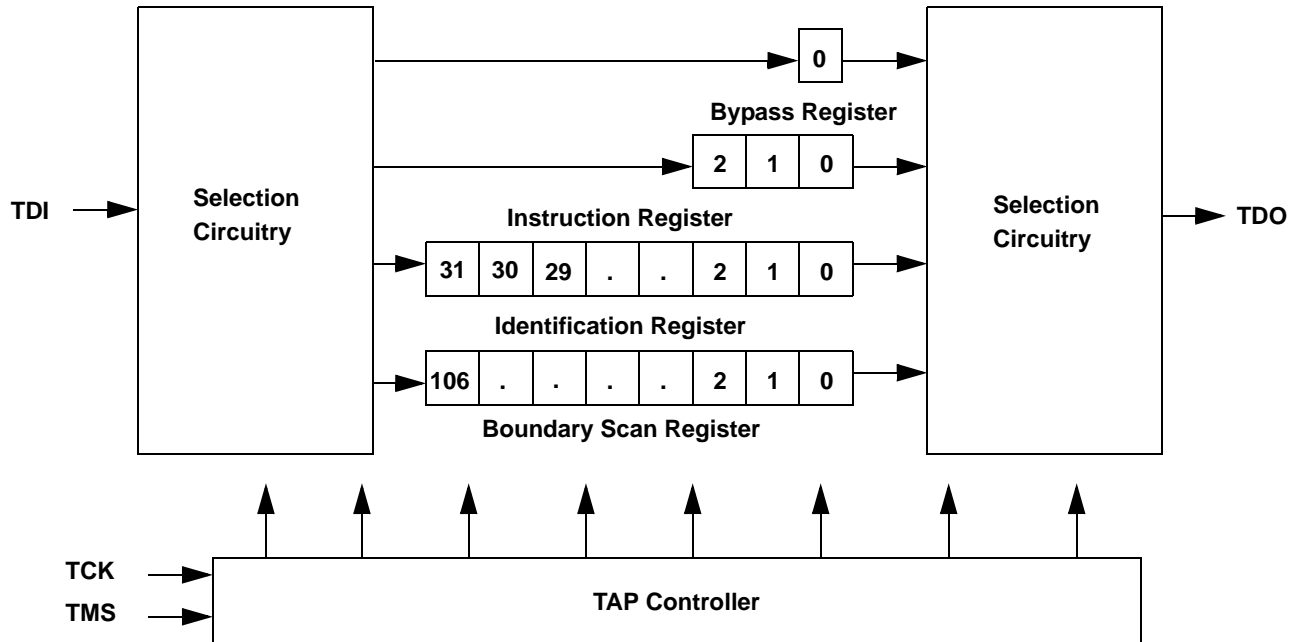 0
Bypass Register
2 1 0
TDI
Selection
Circuitry
Instruction Register
Selection
Circuitry
TDO
31 30 29 . . 2 1 0
Identification Register
106 . . . . 2 1 0
Boundary Scan Register
TCK
TMS
TAP Controller